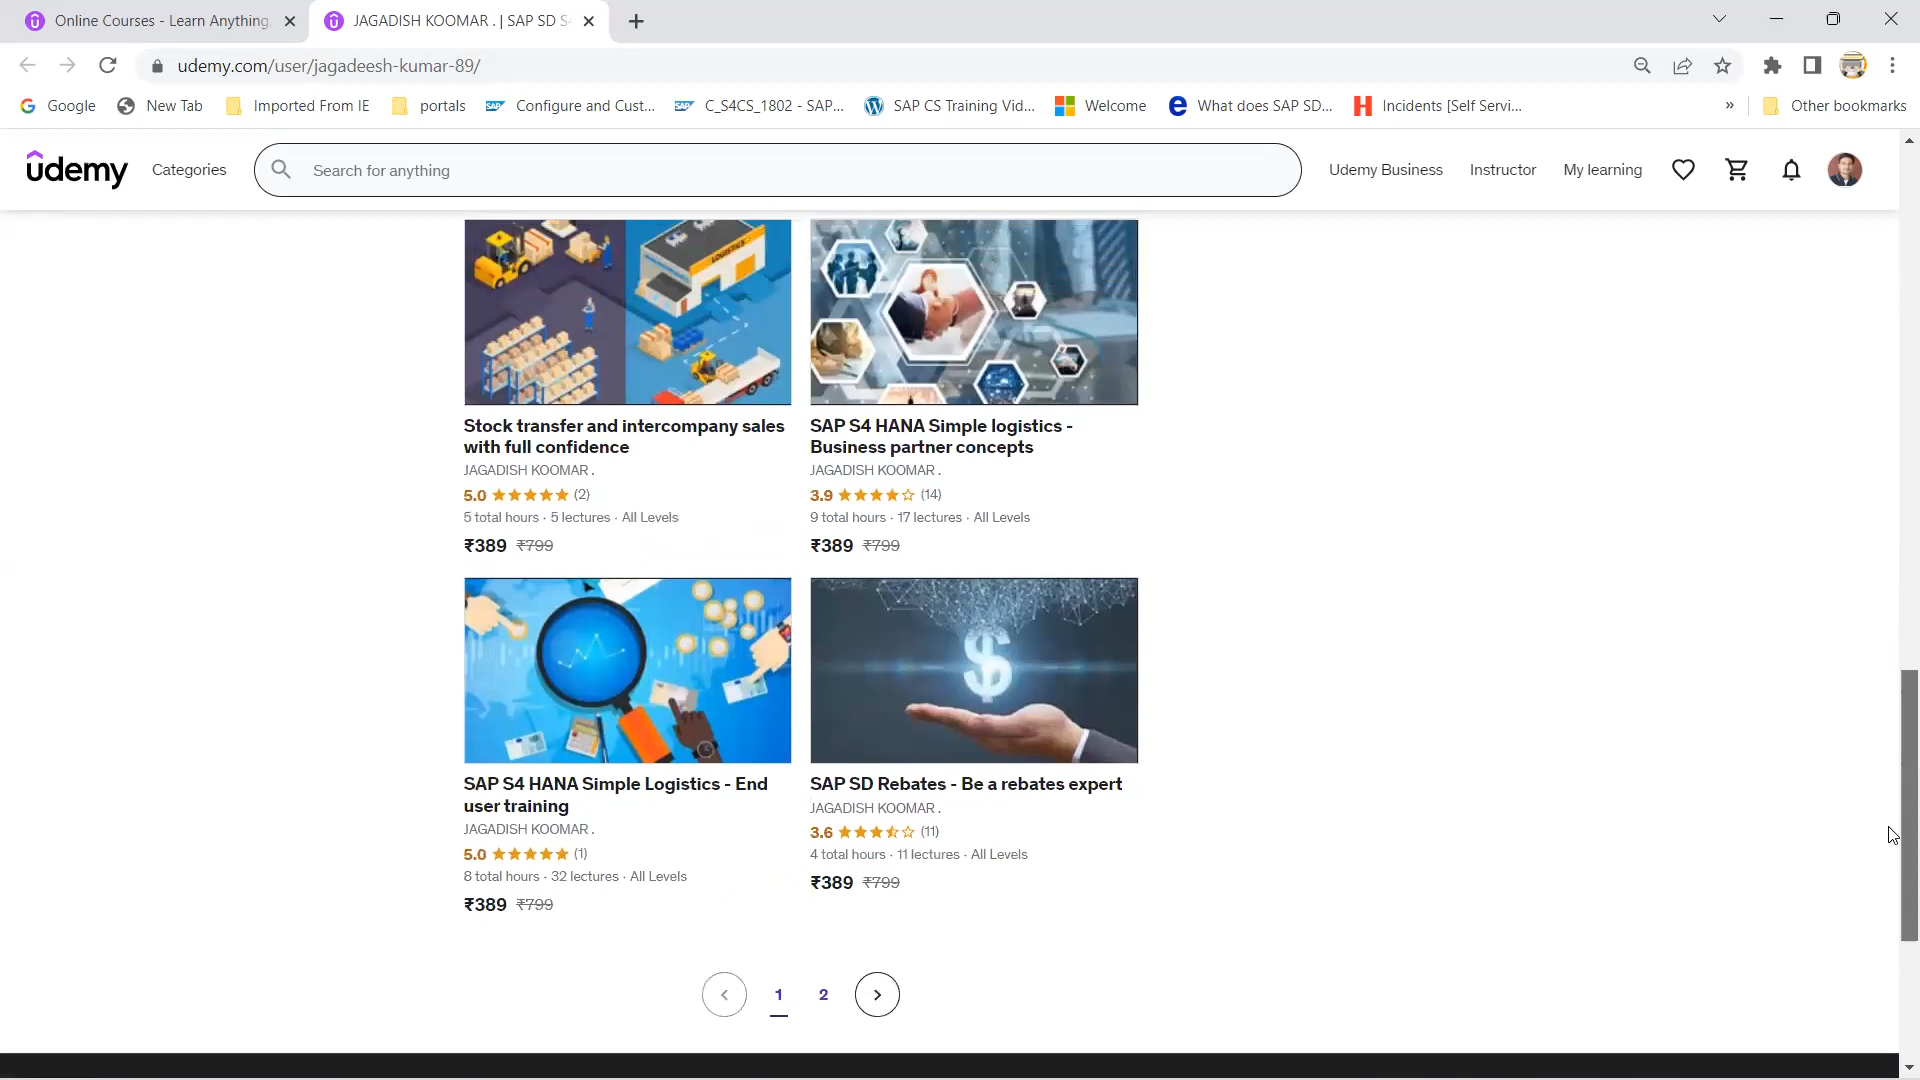 Online Courses - Learn Anything,
JAGADISH KOOMAR . | SAP SD S
udemy.com/user/jagadeesh-kumar-89/
Google
New Tab
Imported From IE
portals
Configure and Cust...
C_S4CS_1802 - SAP...
SAP CS Training Vid...
Welcome
What does SAP SD...
Incidents [Self Servi...
»
Other bookmarks
udemy
Categories
Search for anything
Udemy Business
Instructor
My learning
LOGISTICS
Stock transfer and intercompany sales
with full confidence
JAGADISH KOOMAR .
5.0 (2)
5 total hours · 5 lectures · All Levels
₹389 ₹799
SAP S4 HANA Simple logistics -
Business partner concepts
JAGADISH KOOMAR .
3.9 (14)
9 total hours · 17 lectures · All Levels
₹389 ₹799
SAP S4 HANA Simple Logistics - End
user training
JAGADISH KOOMAR .
5.0 (1)
8 total hours · 32 lectures · All Levels
₹389 ₹799
$
SAP SD Rebates - Be a rebates expert
JAGADISH KOOMAR .
3.6 (11)
4 total hours · 11 lectures · All Levels
₹389 ₹799
1 2